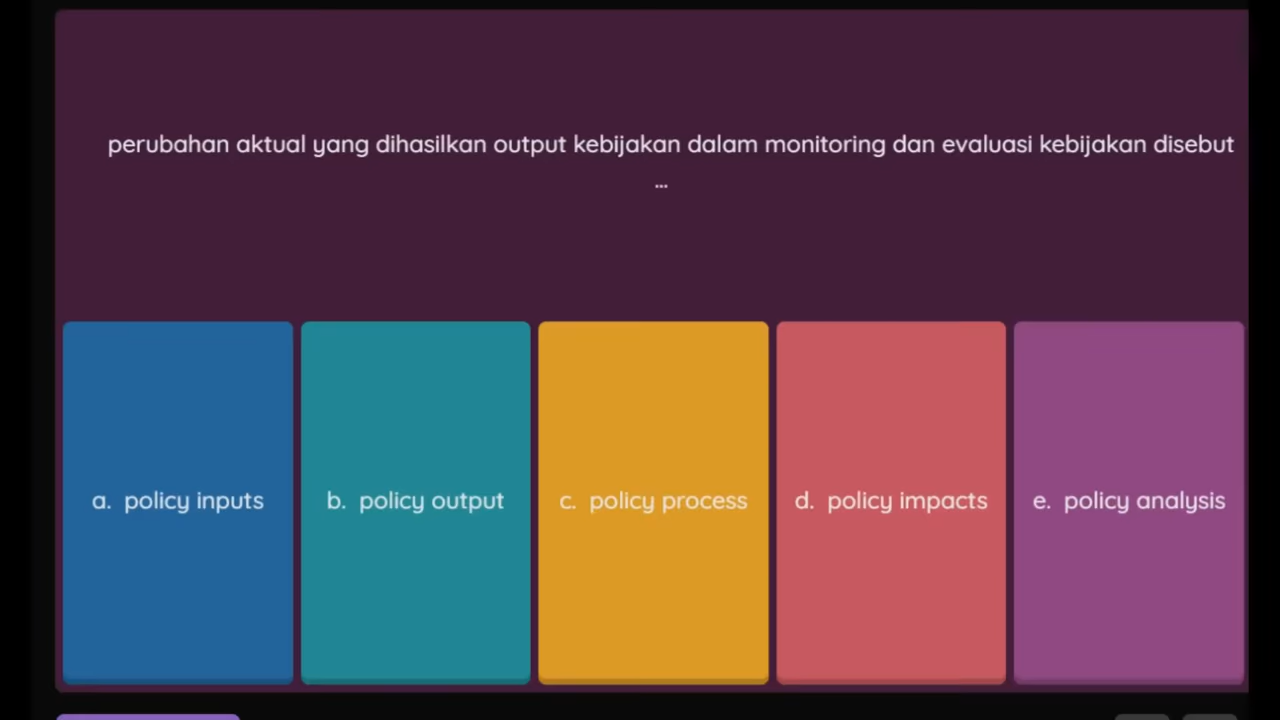 perubahan aktual yang dihasilkan output kebijakan dalam monitoring dan evaluasi kebijakan disebut
...
a. policy inputs
b. policy output
c. policy process
d. policy impacts
e. policy analysis